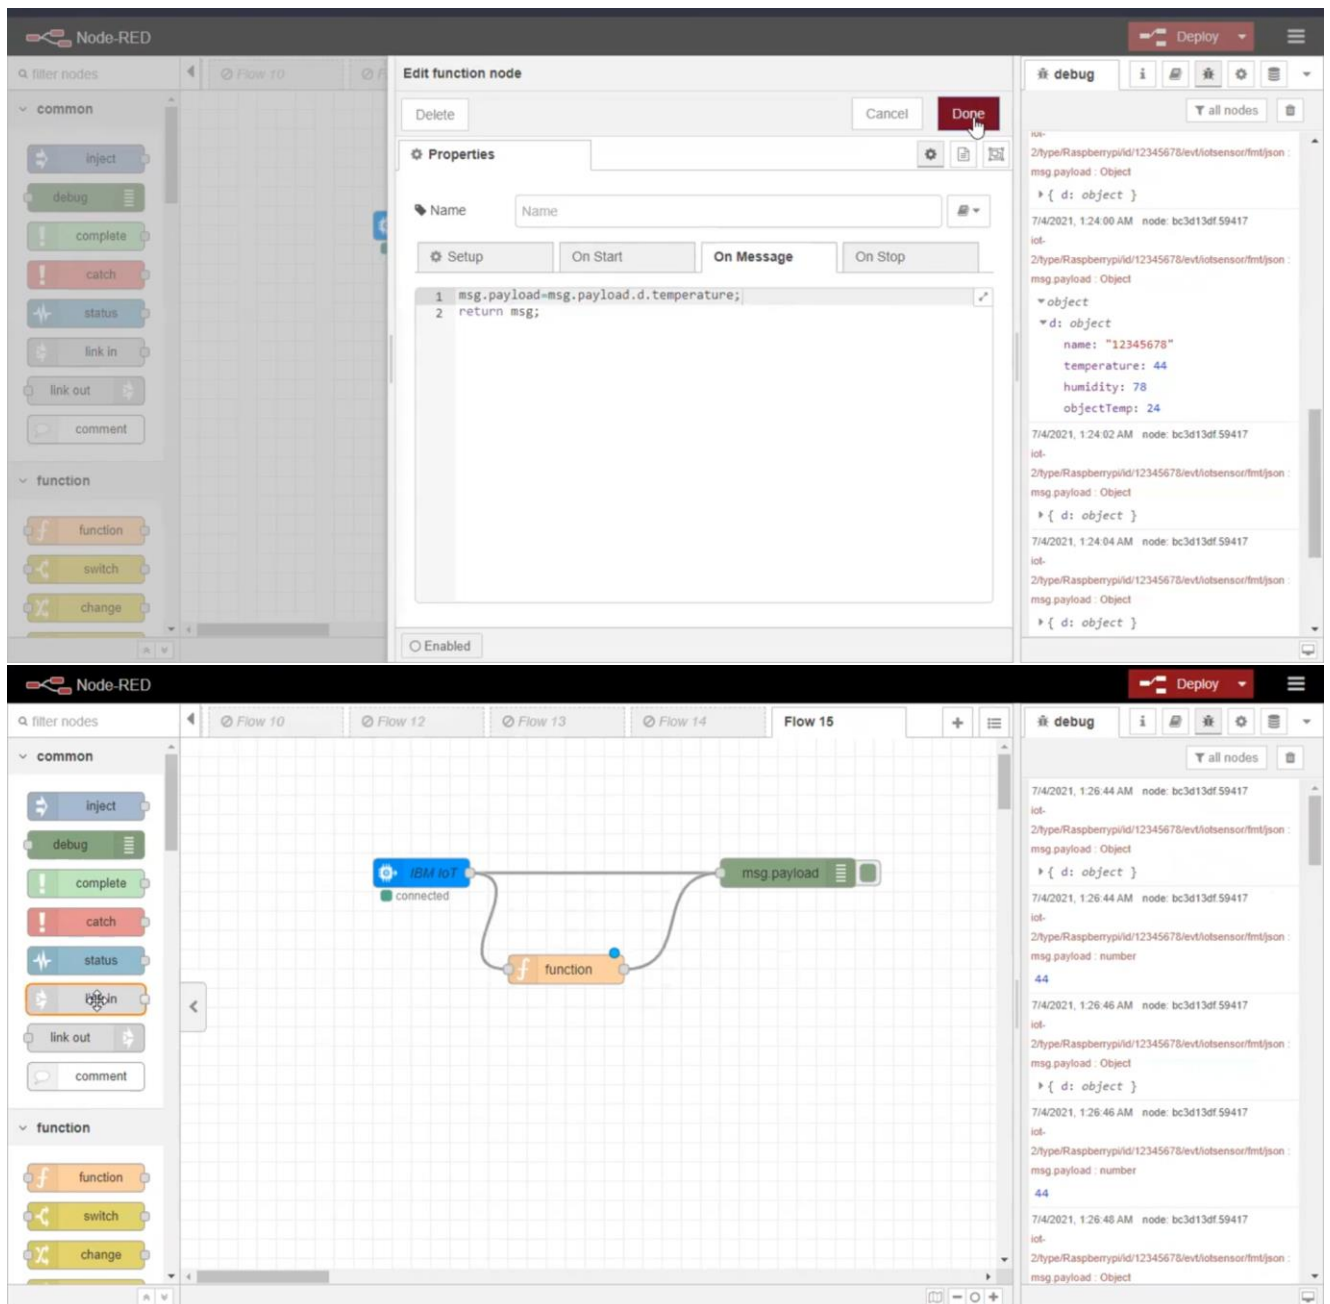 Node-RED
Deploy
filter nodes
Flow 10
Edit function node
debug
all nodes
common
Delete
Cancel
Done
inject
debug
complete
catch
status
link in
link out
comment
function
function
switch
change
Properties
Name
Name
Setup
On Start
On Message
On Stop
1 msg.payload=msg.payload.d.temperature;
2 return msg;
Enabled
iot-
2/type/Raspberrypi/id/12345678/evt/iotsensor/fmt/json :
msg.payload : Object
{ d: object }
7/4/2021, 1:24:00 AM node: bc3d13df.59417
iot-
2/type/Raspberrypi/id/12345678/evt/iotsensor/fmt/json :
msg.payload : Object
object
d: object
name: "12345678"
temperature: 44
humidity: 78
objectTemp: 24
7/4/2021, 1:24:02 AM node: bc3d13df.59417
iot-
2/type/Raspberrypi/id/12345678/evt/iotsensor/fmt/json :
msg.payload : Object
{ d: object }
7/4/2021, 1:24:04 AM node: bc3d13df.59417
iot-
2/type/Raspberrypi/id/12345678/evt/iotsensor/fmt/json :
msg.payload : Object
{ d: object }
Node-RED
Deploy
filter nodes
Flow 10
Flow 12
Flow 13
Flow 14
Flow 15
debug
all nodes
common
inject
debug
complete
catch
status
link out
comment
function
function
switch
change
IBM IoT
connected
msg.payload
function
7/4/2021, 1:26:44 AM node: bc3d13df.59417
iot-
2/type/Raspberrypi/id/12345678/evt/iotsensor/fmt/json :
msg.payload : Object
{ d: object }
7/4/2021, 1:26:44 AM node: bc3d13df.59417
iot-
2/type/Raspberrypi/id/12345678/evt/iotsensor/fmt/json :
msg.payload : number
44
7/4/2021, 1:26:46 AM node: bc3d13df.59417
iot-
2/type/Raspberrypi/id/12345678/evt/iotsensor/fmt/json :
msg.payload : Object
{ d: object }
7/4/2021, 1:26:46 AM node: bc3d13df.59417
iot-
2/type/Raspberrypi/id/12345678/evt/iotsensor/fmt/json :
msg.payload : number
44
7/4/2021, 1:26:48 AM node: bc3d13df.59417
iot-
2/type/Raspberrypi/id/12345678/evt/iotsensor/fmt/json :
msg.payload : Object